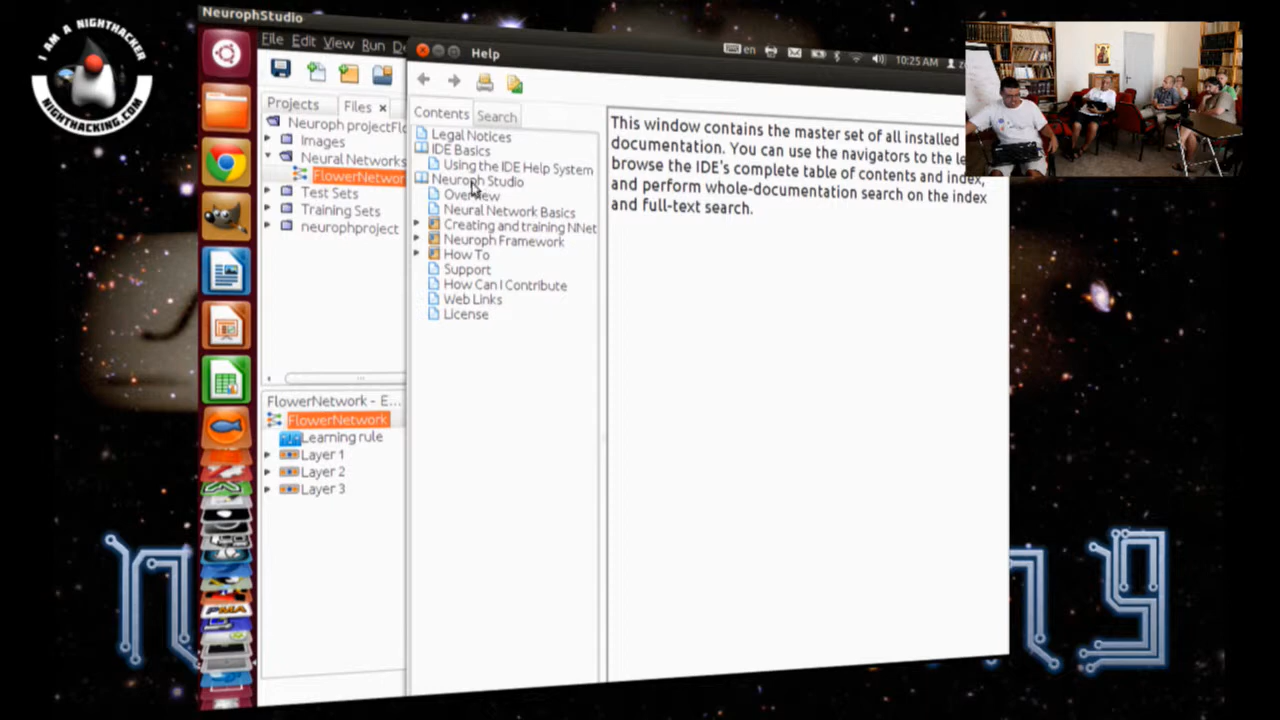 I AM A NIGHTHACKER
NIGHTHACKING.COM
NeurophStudio
File Edit View Run
Help
en
10:25 AM
Projects
Files
Neuroph project
Images
Neural Networks
FlowerNetwor
Test Sets
Training Sets
neurophproject
FlowerNetwork - E...
FlowerNetwork
Learning rule
Layer 1
Layer 2
Layer 3
Contents
Search
Legal Notices
IDE Basics
Using the IDE Help System
Neuroph Studio
Overview
Neural Network Basics
Creating and training NNet
Neuroph Framework
How To
Support
How Can I Contribute
Web Links
License
This window contains the master set of all installed
documentation. You can use the navigators to the le
browse the IDE's complete table of contents and index,
and perform whole-documentation search on the index
and full-text search.
PMA